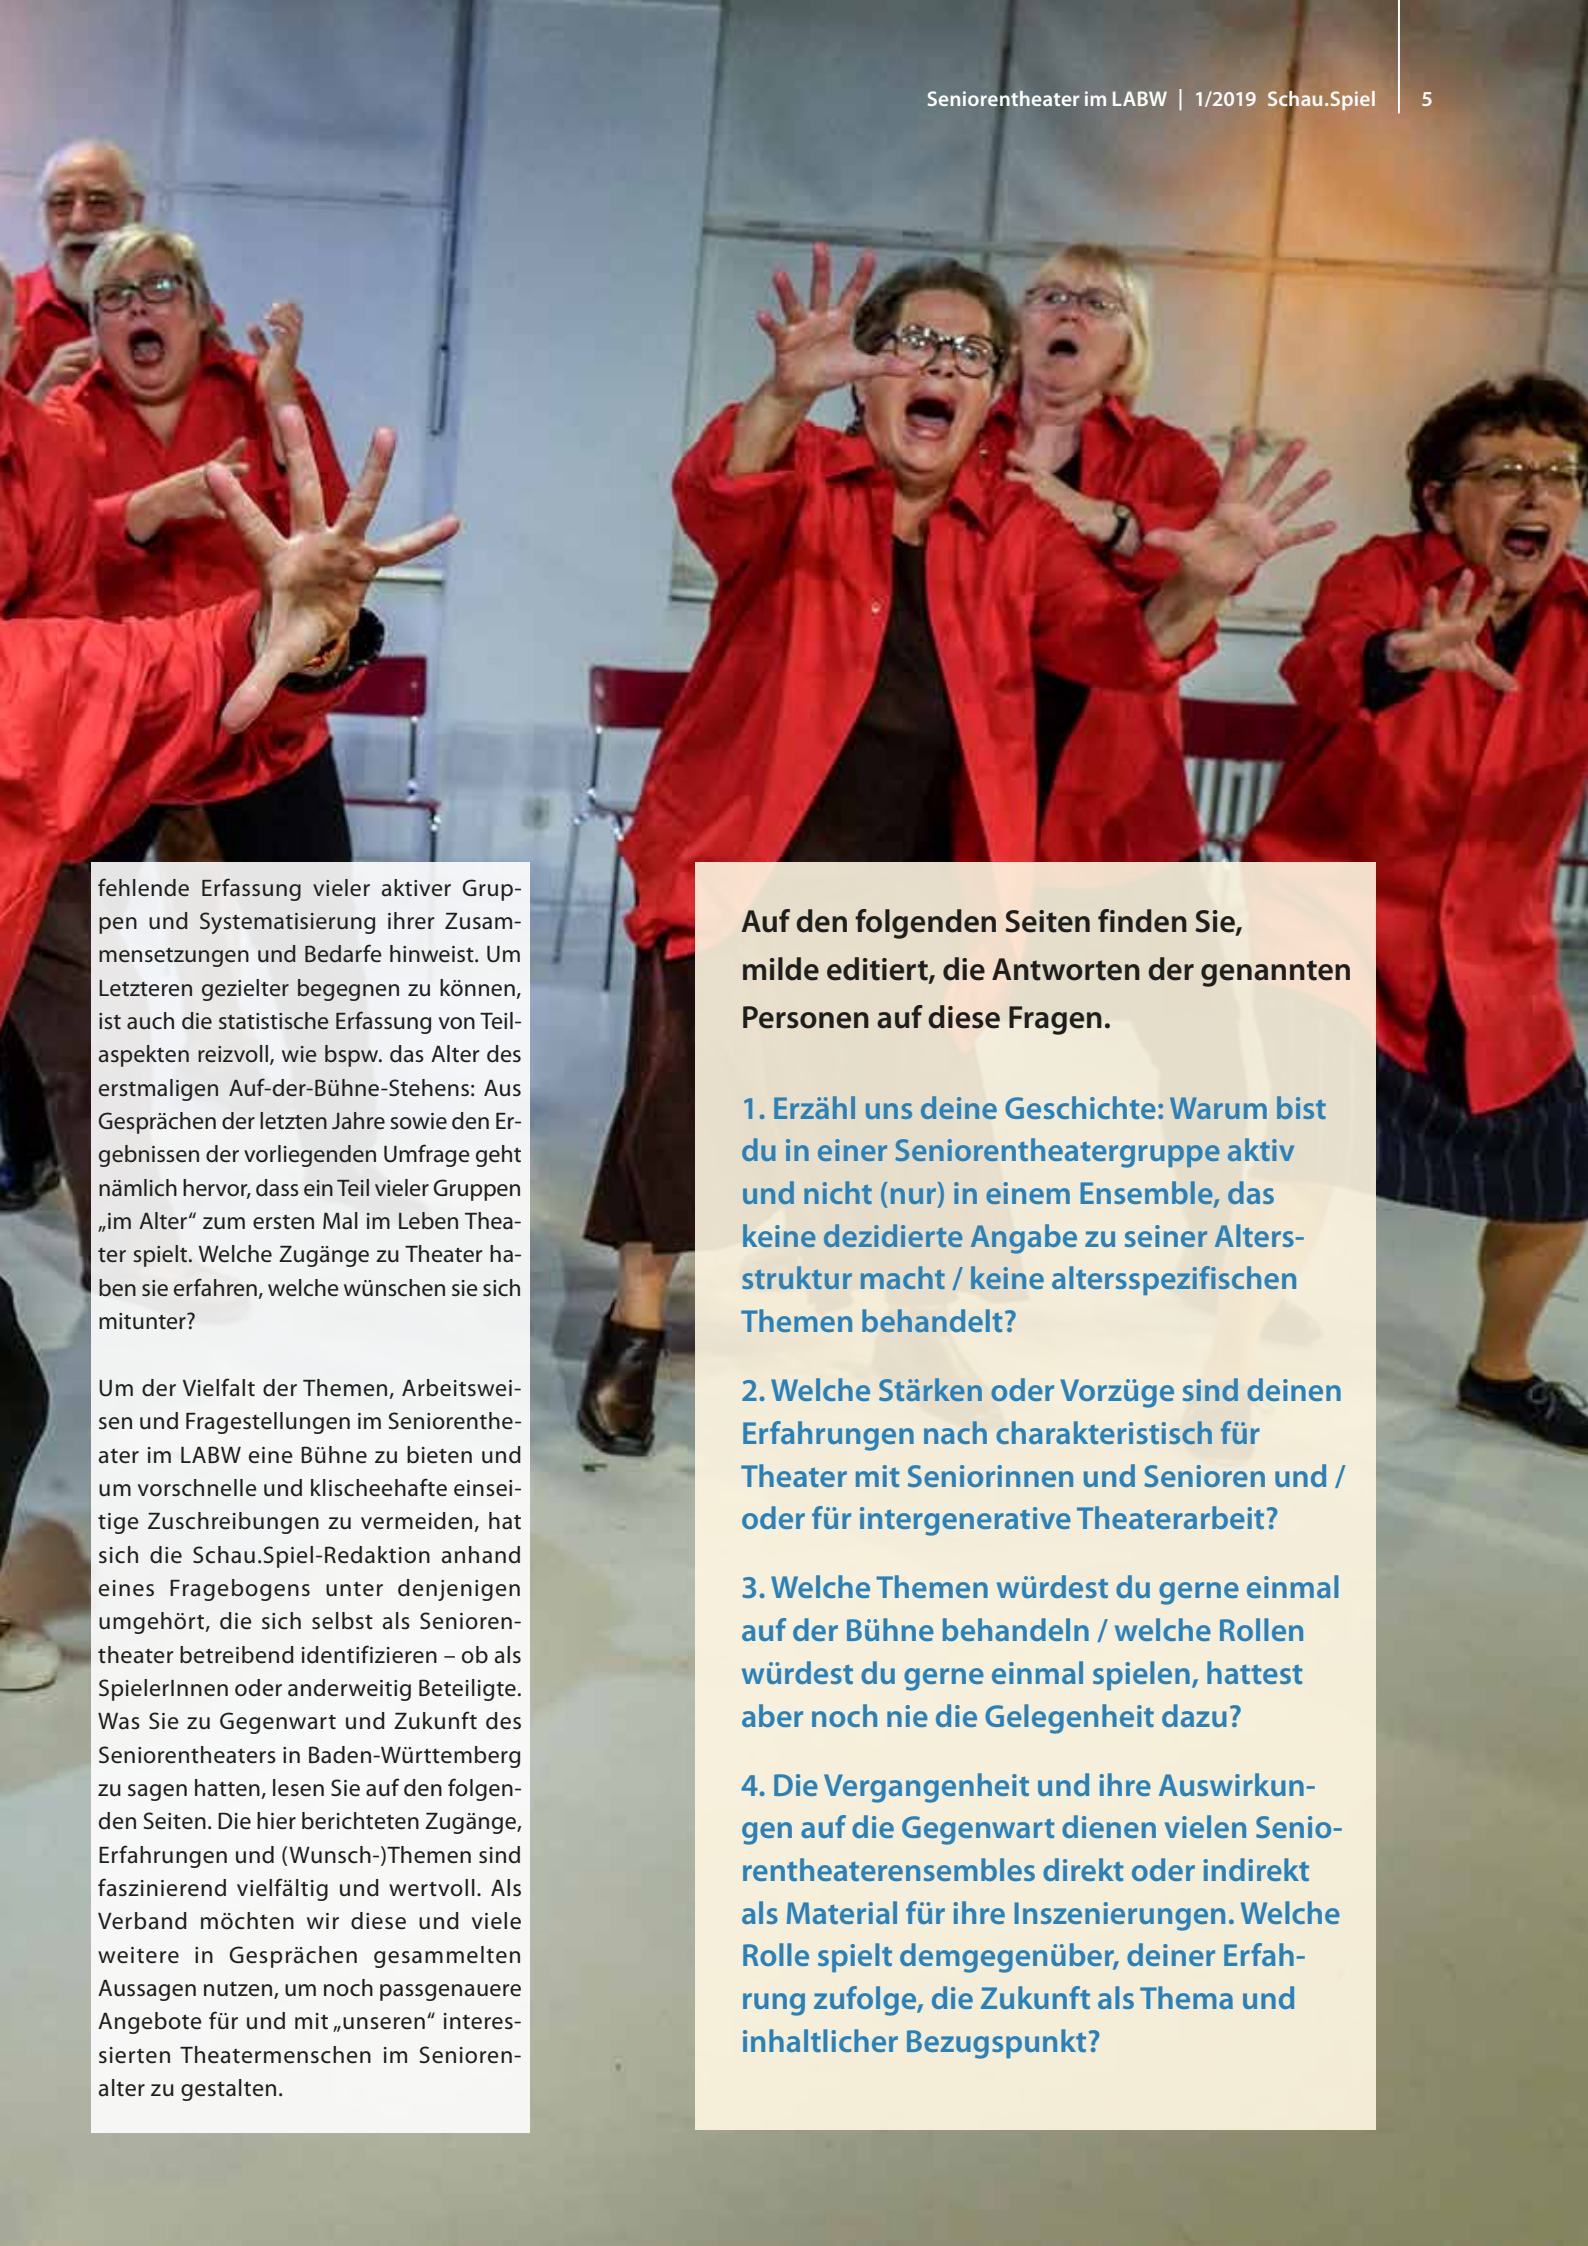 Seniorentheater im LABW | 1/2019 Schau.Spiel | 5
fehlende Erfassung vieler aktiver Grup-
pen und Systematisierung ihrer Zusam-
mensetzungen und Bedarfe hinweist. Um
Letzteren gezielter begegnen zu können,
ist auch die statistische Erfassung von Teil-
aspekten reizvoll, wie bspw. das Alter des
erstmaligen Auf-der-Bühne-Stehens: Aus
Gesprächen der letzten Jahre sowie den Er-
gebnissen der vorliegenden Umfrage geht
nämlich hervor, dass ein Teil vieler Gruppen
„im Alter“ zum ersten Mal im Leben Thea-
ter spielt. Welche Zugänge zu Theater ha-
ben sie erfahren, welche wünschen sie sich
mitunter?
Um der Vielfalt der Themen, Arbeitswei-
sen und Fragestellungen im Seniorenthe-
ater im LABW eine Bühne zu bieten und
um vorschnelle und klischeehafte einsei-
tige Zuschreibungen zu vermeiden, hat
sich die Schau.Spiel-Redaktion anhand
eines Fragebogens unter denjenigen
umgehört, die sich selbst als Senioren-
theater betreibend identifizieren – ob als
SpielerInnen oder anderweitig Beteiligte.
Was Sie zu Gegenwart und Zukunft des
Seniorentheaters in Baden-Württemberg
zu sagen hatten, lesen Sie auf den folgen-
den Seiten. Die hier berichteten Zugänge,
Erfahrungen und (Wunsch-)Themen sind
faszinierend vielfältig und wertvoll. Als
Verband möchten wir diese und viele
weitere in Gesprächen gesammelten
Aussagen nutzen, um noch passgenauere
Angebote für und mit „unseren“ interes-
sierten Theatermenschen im Senioren-
alter zu gestalten.
Auf den folgenden Seiten finden Sie,
milde editiert, die Antworten der genannten
Personen auf diese Fragen.
1. Erzähl uns deine Geschichte: Warum bist
du in einer Seniorentheatergruppe aktiv
und nicht (nur) in einem Ensemble, das
keine dezidierte Angabe zu seiner Alters-
struktur macht / keine altersspezifischen
Themen behandelt?
2. Welche Stärken oder Vorzüge sind deinen
Erfahrungen nach charakteristisch für
Theater mit Seniorinnen und Senioren und /
oder für intergenerative Theaterarbeit?
3. Welche Themen würdest du gerne einmal
auf der Bühne behandeln / welche Rollen
würdest du gerne einmal spielen, hattest
aber noch nie die Gelegenheit dazu?
4. Die Vergangenheit und ihre Auswirkun-
gen auf die Gegenwart dienen vielen Senio-
rentheaterensembles direkt oder indirekt
als Material für ihre Inszenierungen. Welche
Rolle spielt demgegenüber, deiner Erfah-
rung zufolge, die Zukunft als Thema und
inhaltlicher Bezugspunkt?